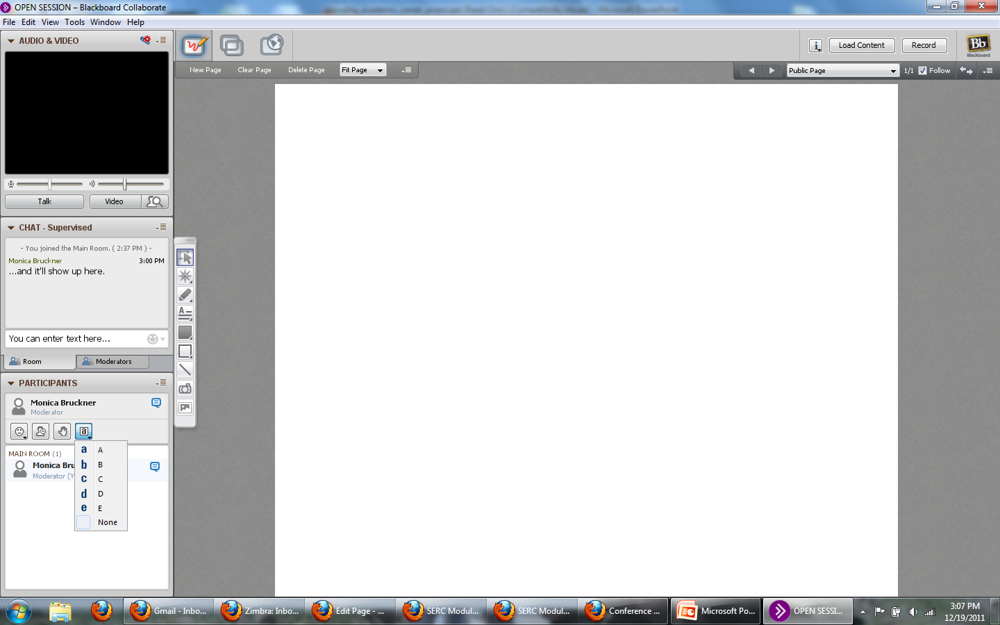 OPEN SESSION – Blackboard Collaborate
File Edit View Tools Window Help
AUDIO & VIDEO
Load Content Record
Bb
Blackboard
New Page Clear Page Delete Page Fit Page
Public Page 1/1 Follow
Talk Video
CHAT - Supervised
- You joined the Main Room. ( 2:37 PM ) -
Monica Bruckner 3:00 PM
...and it'll show up here.
You can enter text here...
Room Moderators
PARTICIPANTS
Monica Bruckner
Moderator
a
MAIN ROOM (1)
Monica Bru
Moderator (Y
a A
b B
c C
d D
e E
None
Gmail - Inbo... Zimbra: Inbo... Edit Page - ... SERC Modul... SERC Modul... Conference ... Microsoft Po... OPEN SESSI...
3:07 PM
12/19/2011